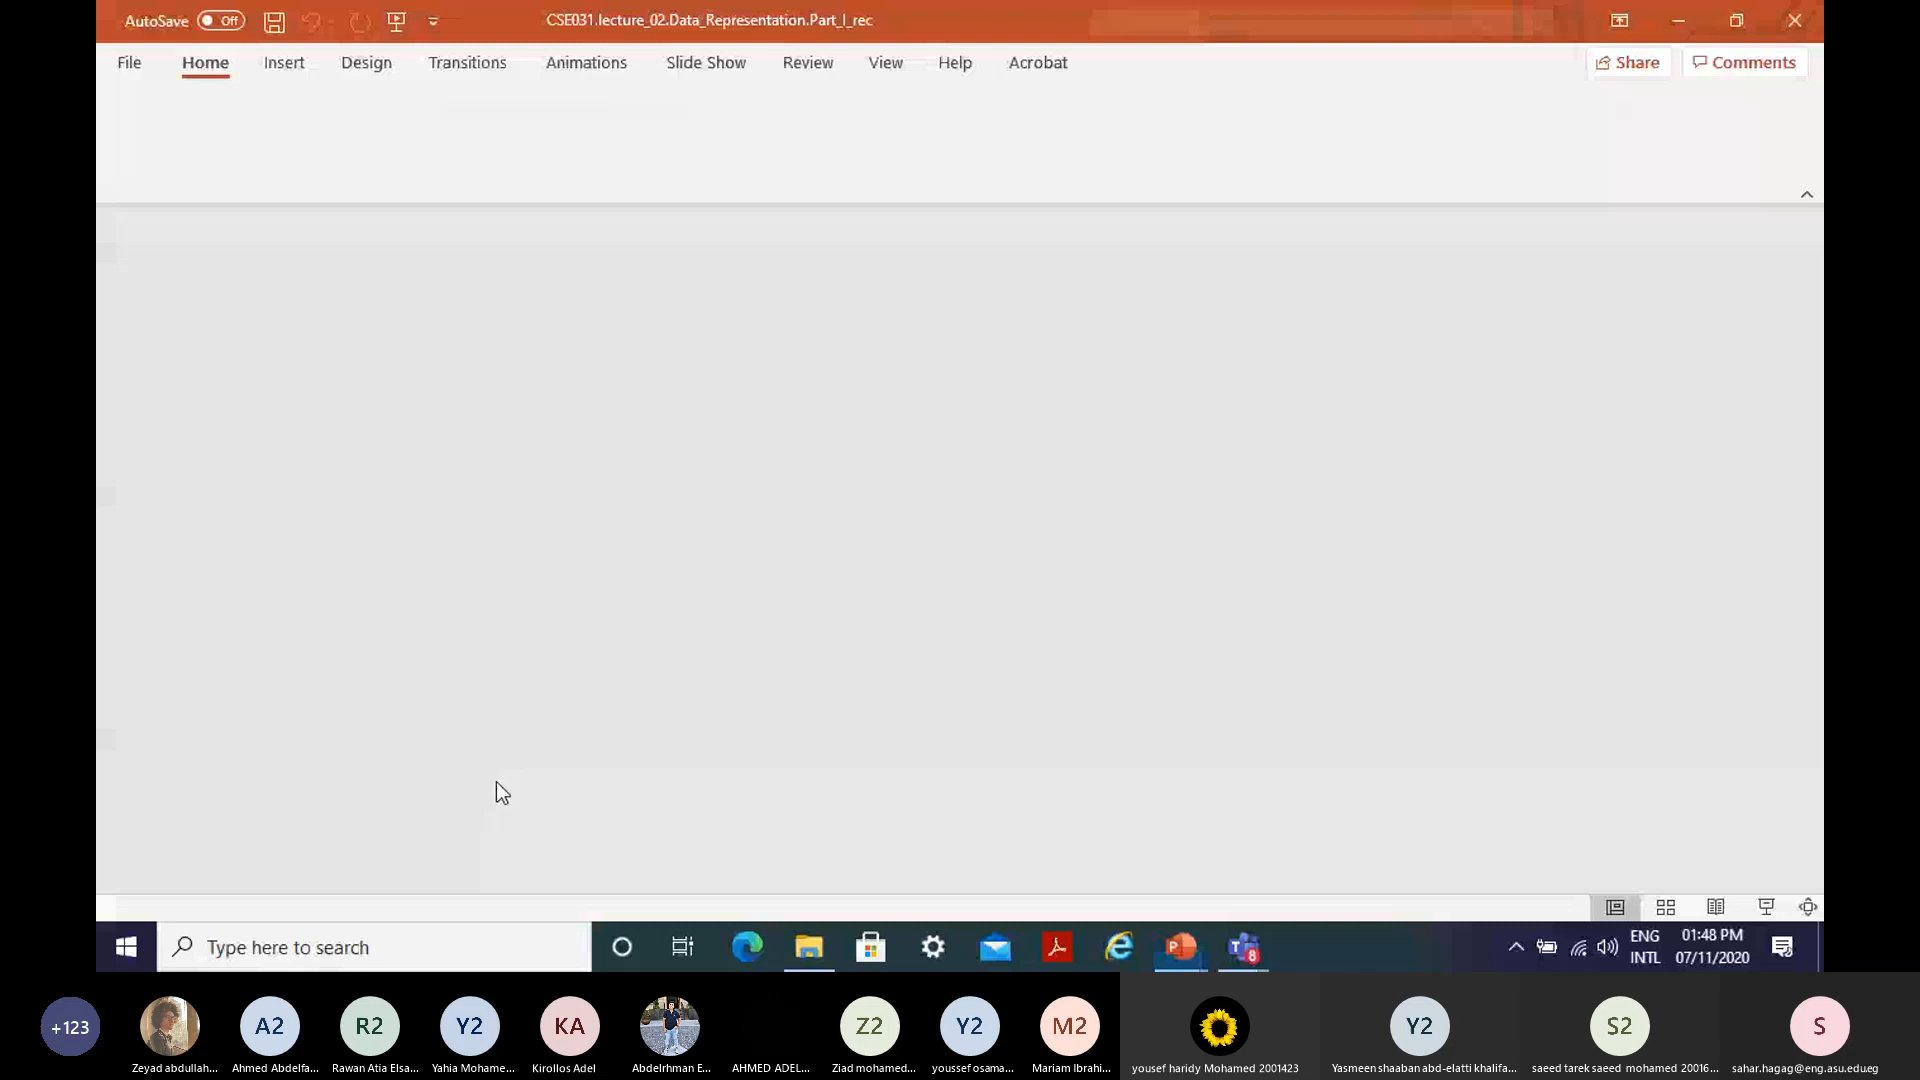 AutoSave Off CSE031.lecture_02.Data_Representation.Part_I_rec
File Home Insert Design Transitions Animations Slide Show Review View Help Acrobat Share Comments
Type here to search
ENG 01:48 PM
INTL 07/11/2020
8
+123 A2 R2 Y2 KA Z2 Y2 M2 Y2 S2 S
Zeyad abdullah... Ahmed Abdelfa... Rawan Atia Elsa... Yahia Mohame... Kirollos Adel Abdelrhman E... AHMED ADEL... Ziad mohamed... youssef osama... Mariam Ibrahi... yousef haridy Mohamed 2001423 Yasmeen shaaban abd-elatti khalifa... saeed tarek saeed mohamed 20016... sahar.hagag@eng.asu.edu.eg